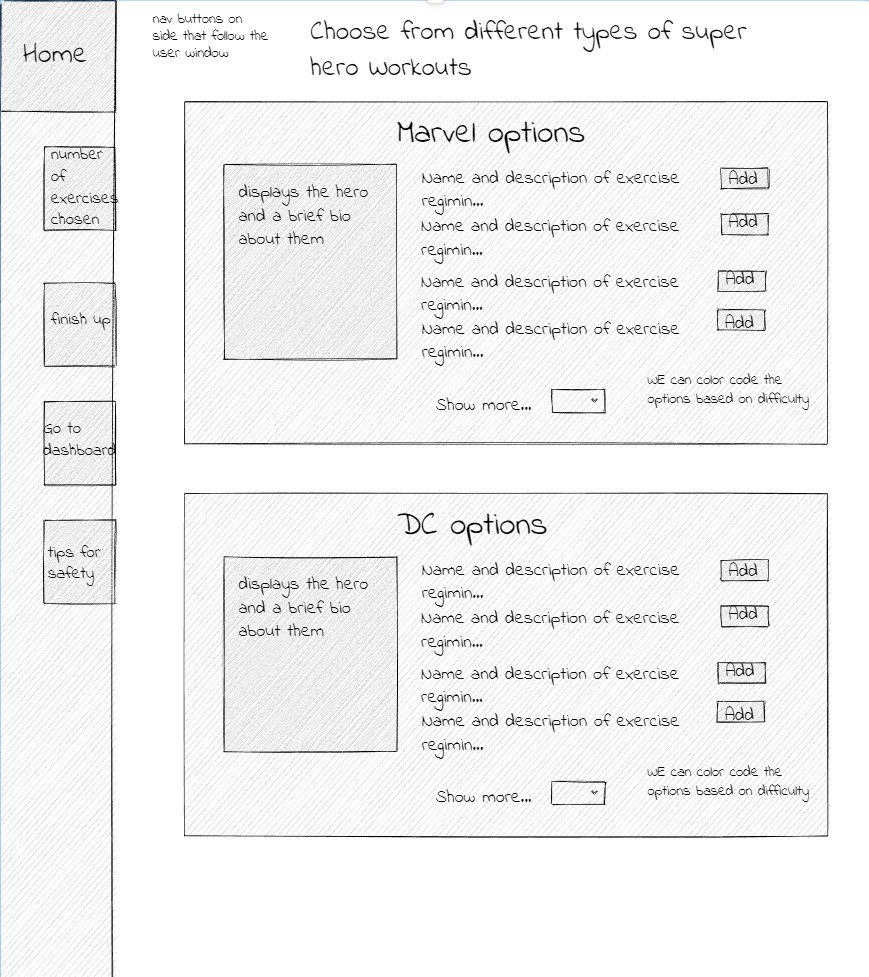 Home
nav buttons on
side that follow the
user window
Choose from different types of super
hero workouts
number
of
exercises
chosen
finish up
Go to
dashboard
tips for
safety
Marvel options
displays the hero
and a brief bio
about them
Name and description of exercise
regimin...
Add
Name and description of exercise
regimin...
Add
Name and description of exercise
regimin...
Add
Name and description of exercise
regimin...
Add
Show more...
WE can color code the
options based on difficulty
DC options
displays the hero
and a brief bio
about them
Name and description of exercise
regimin...
Add
Name and description of exercise
regimin...
Add
Name and description of exercise
regimin...
Add
Name and description of exercise
regimin...
Add
Show more...
WE can color code the
options based on difficulty